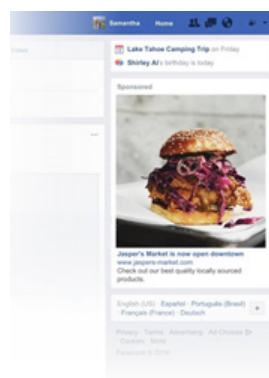 Samantha Home
Lake Tahoe Camping Trip on Friday
Shirley Al's birthday is today
Sponsored
Jasper's Market is now open downtown
www.jaspers-market.com
Check out our best quality locally sourced
products.
English (US) · Español · Português (Brasil)
· Français (France) · Deutsch
Privacy · Terms · Advertising · Ad Choices
Cookies · More